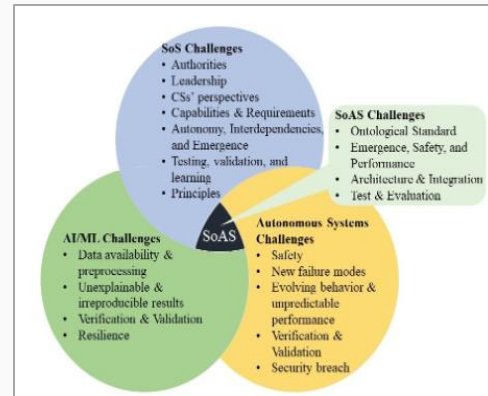 SoS Challenges
• Authorities
• Leadership
• CSs' perspectives
• Capabilities & Requirements
• Autonomy, Interdependencies,
and Emergence
• Testing, validation, and
learning
• Principles
SoAS Challenges
• Ontological Standard
• Emergence, Safety, and
Performance
• Architecture & Integration
• Test & Evaluation
SoAS
AI/ML Challenges
• Data availability &
preprocessing
• Unexplainable &
irreproducible results
• Verification & Validation
• Resilience
Autonomous Systems
Challenges
• Safety
• New failure modes
• Evolving behavior &
unpredictable
performance
• Verification &
Validation
• Security breach